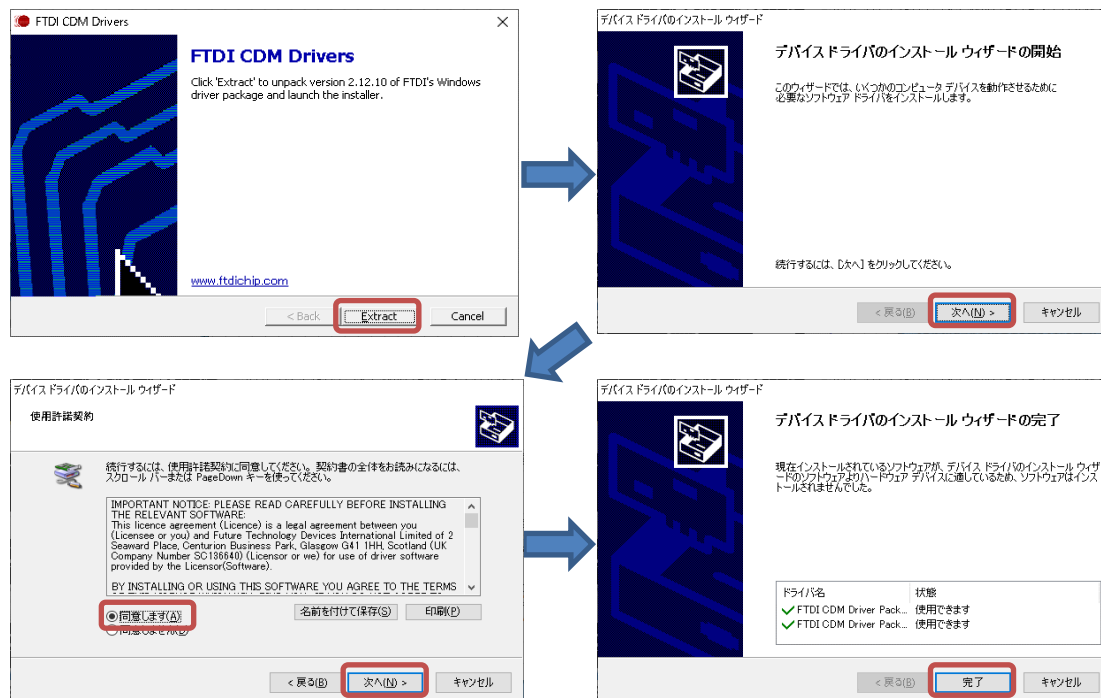 FTDI CDM Drivers
FTDI CDM Drivers
Click 'Extract' to unpack version 2.12.10 of FTDI's Windows
driver package and launch the installer.
www.ftdichip.com
< Back
Extract
Cancel
デバイス ドライバのインストール ウィザード
デバイス ドライバのインストール ウィザードの開始
このウィザードでは、いくつかのコンピュータ デバイスを動作させるために
必要なソフトウェア ドライバをインストールします。
続行するには、[次へ] をクリックしてください。
< 戻る(B)
次へ(N) >
キャンセル
デバイス ドライバのインストール ウィザード
使用許諾契約
続行するには、使用許諾契約に同意してください。契約書の全体をお読みになるには、
スクロール バーまたは PageDown キーを使ってください。
IMPORTANT NOTICE: PLEASE READ CAREFULLY BEFORE INSTALLING
THE RELEVANT SOFTWARE:
This licence agreement (Licence) is a legal agreement between you
(Licensee or you) and Future Technology Devices International Limited of 2
Seaward Place, Centurion Business Park, Glasgow G41 1HH, Scotland (UK
Company Number SC136640) (Licensor or we) for use of driver software
provided by the Licensor(Software).
BY INSTALLING OR USING THIS SOFTWARE YOU AGREE TO THE TERMS
同意します(A)
名前を付けて保存(S)
印刷(P)
同意しません(D)
< 戻る(B)
次へ(N) >
キャンセル
デバイス ドライバのインストール ウィザード
デバイス ドライバのインストール ウィザードの完了
現在インストールされているソフトウェアが、デバイス ドライバのインストール ウィザ
ードのソフトウェアよりハードウェア デバイスに適しているため、ソフトウェアはインス
トールされませんでした。
ドライバ名 状態
FTDI CDM Driver Pack... 使用できます
FTDI CDM Driver Pack... 使用できます
< 戻る(B)
完了
キャンセル